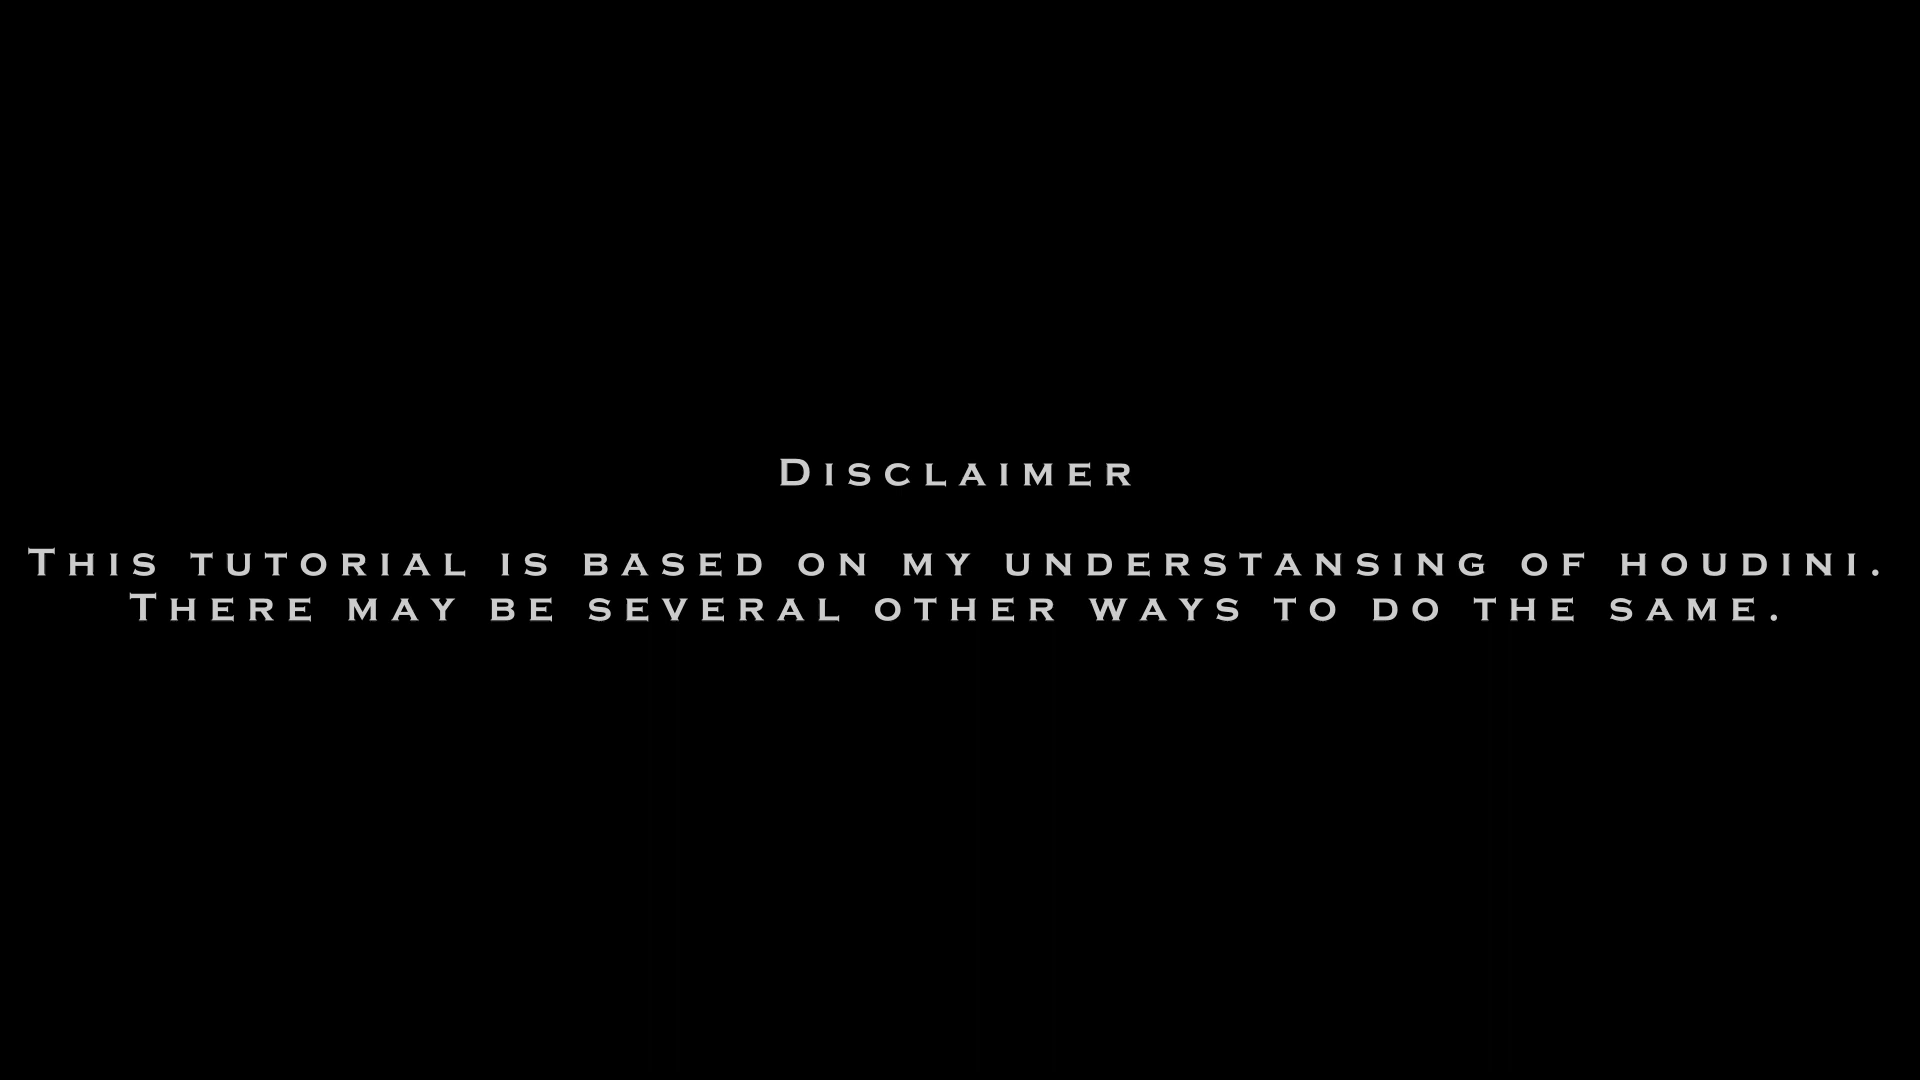 Disclaimer
This tutorial is based on my understansing of houdini.
There may be several other ways to do the same.